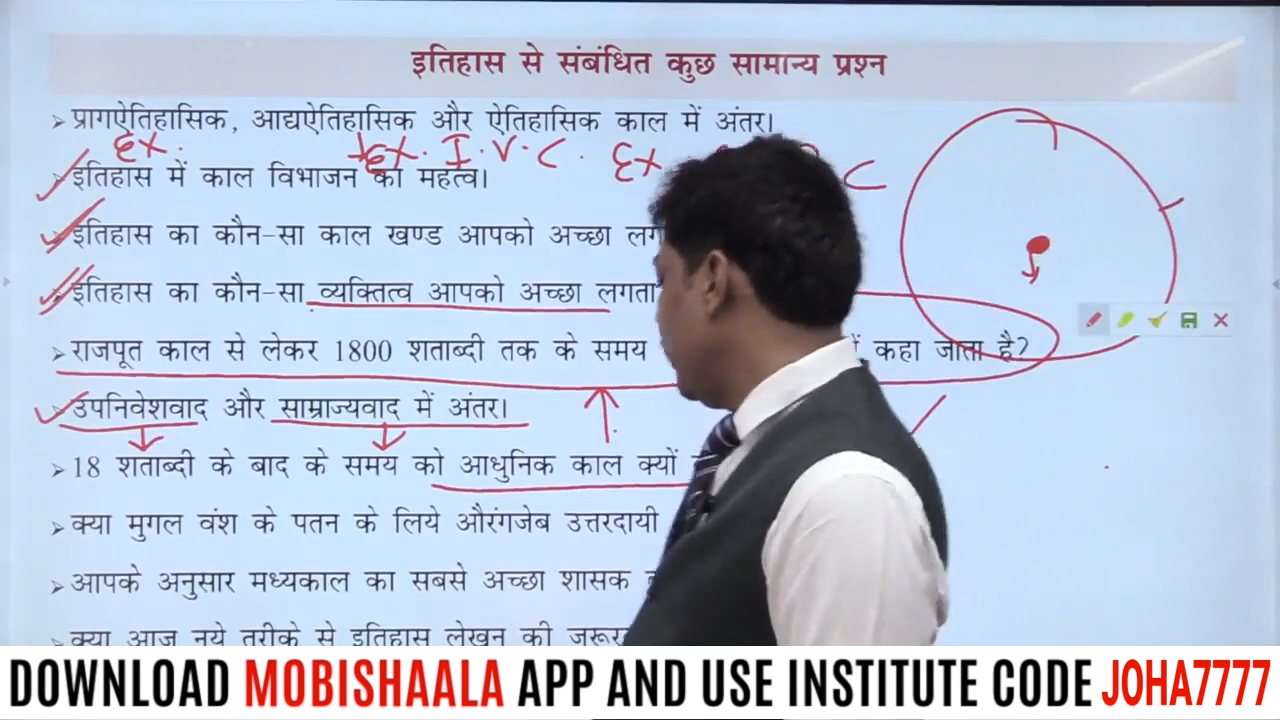 इतिहास से संबंधित कुछ सामान्य प्रश्न
➢ प्रागऐतिहासिक, आद्यऐतिहासिक और ऐतिहासिक काल में अंतर।
Ex. Ex. I. V. C. Ex C
➢ इतिहास में काल विभाजन का महत्व।
➢ इतिहास का कौन-सा काल खण्ड आपको अच्छा
➢ इतिहास का कौन-सा व्यक्तित्व आपको अच्छा लगता
➢ राजपूत काल से लेकर 1800 शताब्दी तक के समय कहा जाता है?
➢ उपनिवेशवाद और साम्राज्यवाद में अंतर।
➢ 18 शताब्दी के बाद के समय को आधुनिक काल क्यों
➢ क्या मुगल वंश के पतन के लिये औरंगजेब उत्तरदायी
➢ आपके अनुसार मध्यकाल का सबसे अच्छा शासक
➢ क्या आज नये तरीके से इतिहास लेखन की
DOWNLOAD MOBISHAALA APP AND USE INSTITUTE CODE JOHA7777